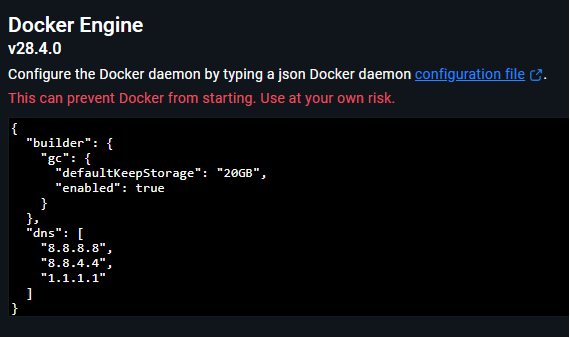 Docker Engine
v28.4.0
Configure the Docker daemon by typing a json Docker daemon configuration file.
This can prevent Docker from starting. Use at your own risk.
{
  "builder": {
    "gc": {
      "defaultKeepStorage": "20GB",
      "enabled": true
    }
  },
  "dns": [
    "8.8.8.8",
    "8.8.4.4",
    "1.1.1.1"
  ]
}